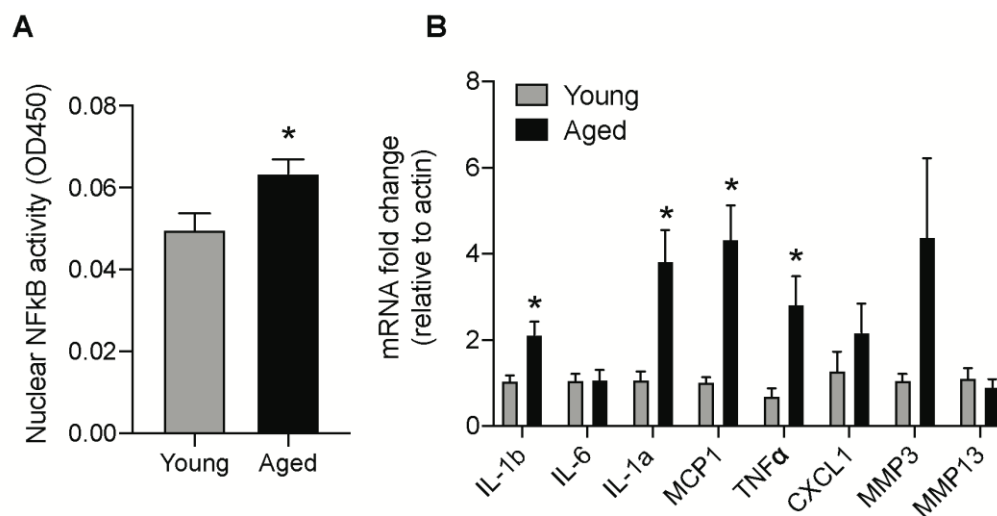 A
Nuclear NFkB activity (OD450)
0.08
0.06
0.04
0.02
0.00
*
Young
Aged
B
mRNA fold change
(relative to actin)
8
6
4
2
0
Young
Aged
*
*
*
*
IL-1b
IL-6
IL-1a
MCP1
TNFα
CXCL1
MMP3
MMP13